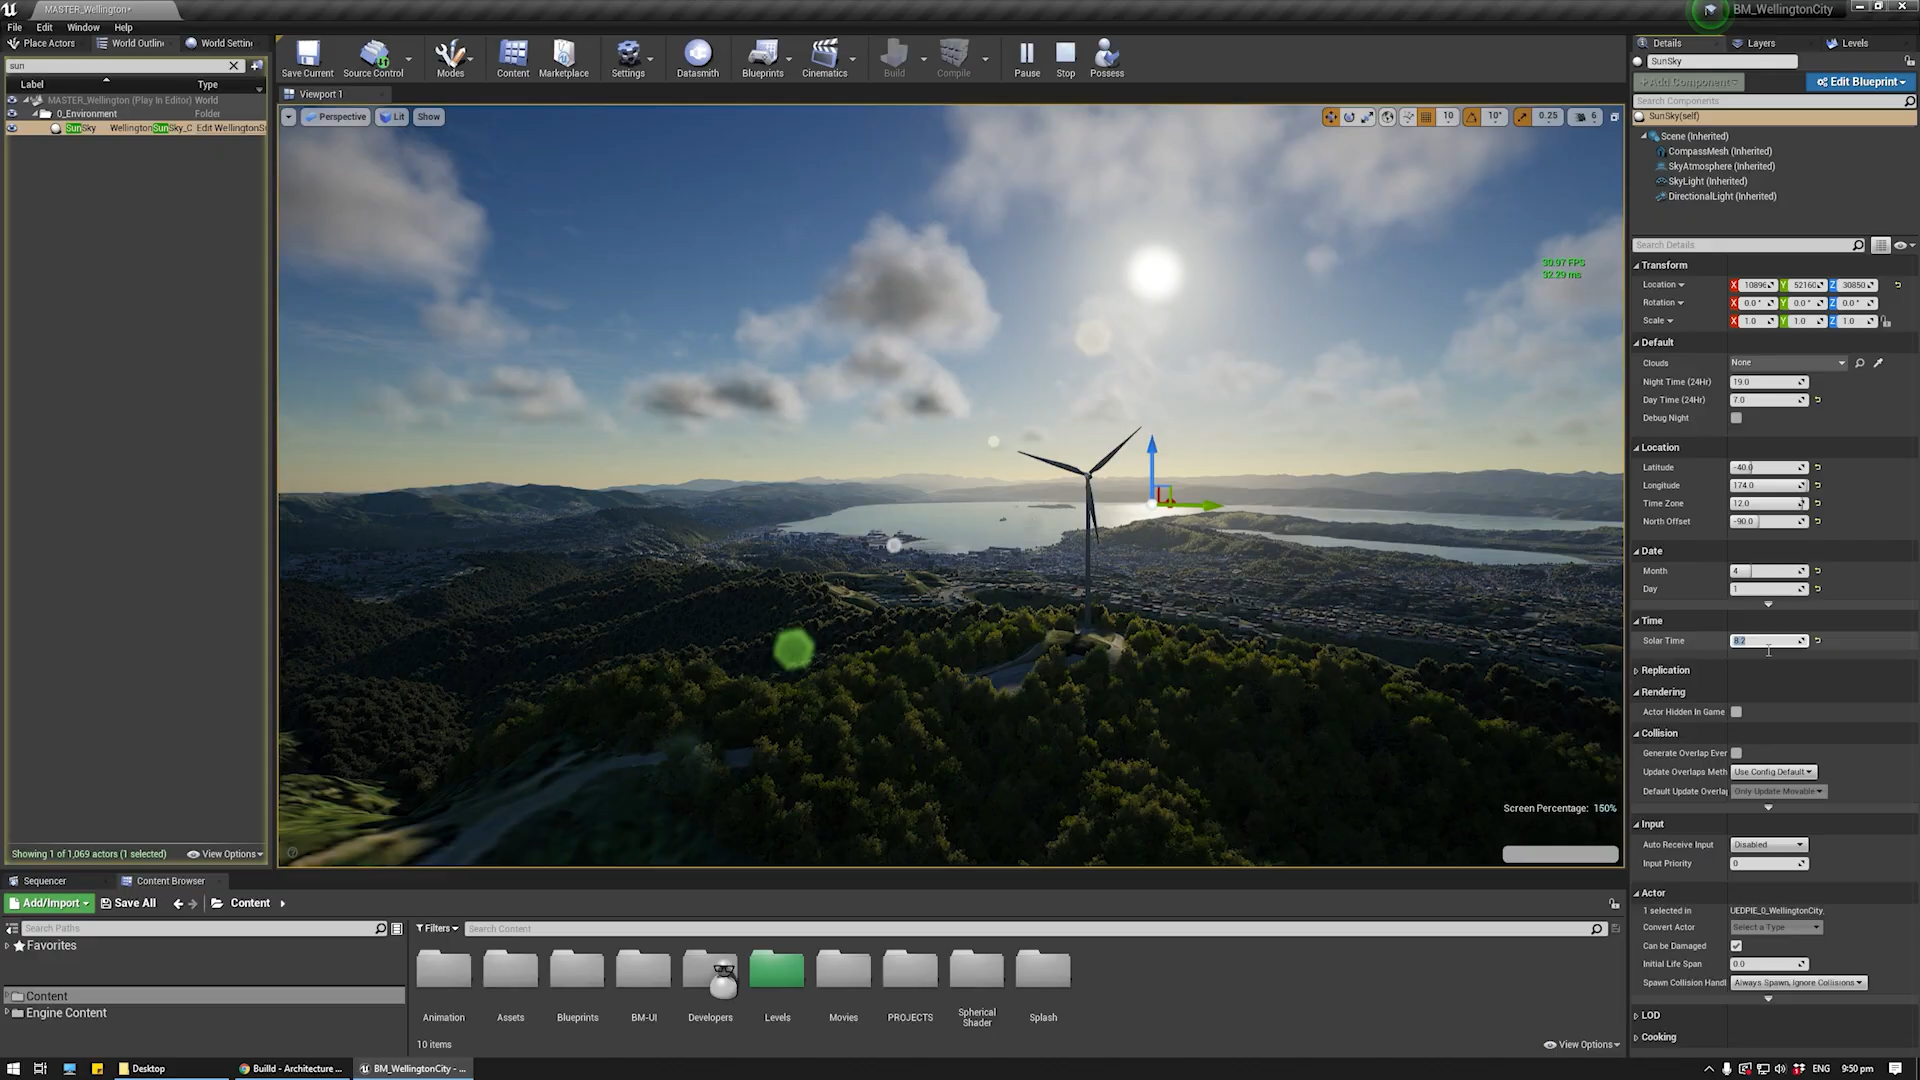 MASTER_Wellington*
BM_WellingtonCity
File Edit Window Help
Place Actors World Outlin World Settin
sun
Label Type
MASTER_Wellington (Play In Editor) World
0_Environment Folder
SunSky WellingtonSunSky_C Edit WellingtonS
Showing 1 of 1,069 actors (1 selected) View Options
Save Current Source Control Modes Content Marketplace Settings Datasmith Blueprints Cinematics Build Compile Pause Stop Possess
Viewport 1
Perspective Lit Show
10 10° 0.25 6
30.97 FPS
32.29 ms
Screen Percentage: 150%
Details Layers Levels
SunSky
+Add Component Edit Blueprint
Search Components
SunSky(self)
Scene (Inherited)
CompassMesh (Inherited)
SkyAtmosphere (Inherited)
SkyLight (Inherited)
DirectionalLight (Inherited)
Search Details
Transform
Location X 10896 Y 52160 Z 30850
Rotation X 0.0° Y 0.0° Z 0.0°
Scale X 1.0 Y 1.0 Z 1.0
Default
Clouds None
Night Time (24Hr) 19.0
Day Time (24Hr) 7.0
Debug Night
Location
Latitude -40.0
Longitude 174.0
Time Zone 12.0
North Offset -90.0
Date
Month 4
Day 1
Time
Solar Time 8.2
Replication
Rendering
Actor Hidden In Game
Collision
Generate Overlap Ever
Update Overlaps Meth Use Config Default
Default Update Overla Only Update Movable
Input
Auto Receive Input Disabled
Input Priority 0
Actor
1 selected in UEDPIE_0_WellingtonCity.
Convert Actor Select a Type
Can be Damaged
Initial Life Span 0.0
Spawn Collision Handl Always Spawn, Ignore Collisions
LOD
Cooking
Sequencer Content Browser
Add/Import Save All Content
Search Paths
Filters Search Content
Favorites
Content
Engine Content
Animation Assets Blueprints BM-UI Developers Levels Movies PROJECTS Spherical Shader Splash
10 items View Options
Desktop Buildi - Architecture ... BM_WellingtonCity - ... ENG 9:50 pm